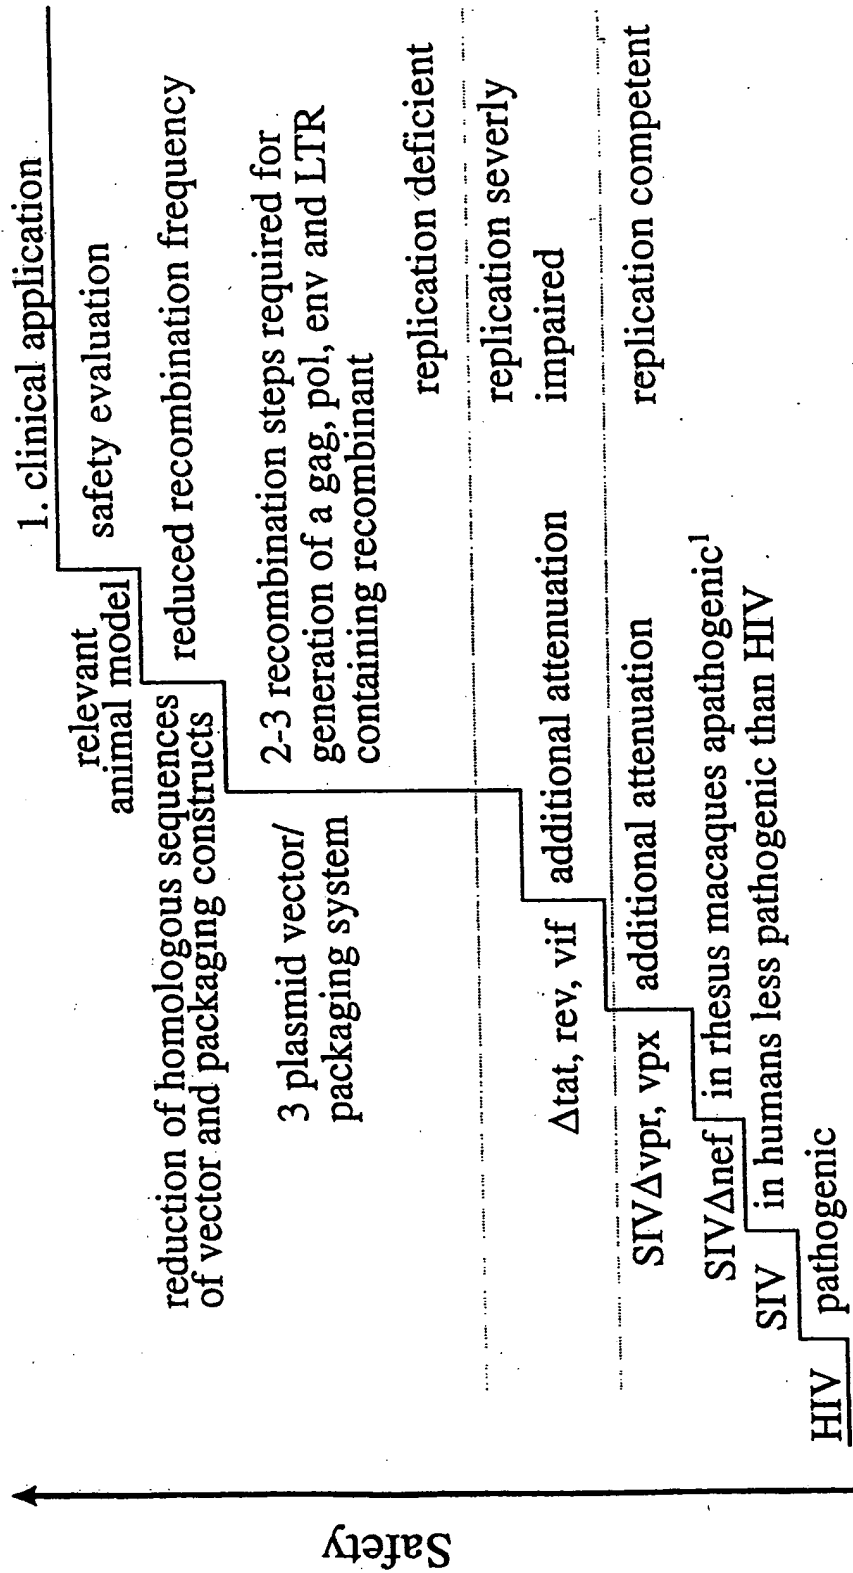 1. clinical application
relevant
animal model
safety evaluation
reduction of homologous sequences
of vector and packaging constructs
reduced recombination frequency
3 plasmid vector/
packaging system
2-3 recombination steps required for
generation of a gag, pol, env and LTR
containing recombinant
replication deficient
Δtat, rev, vif
additional attenuation
replication severly
impaired
SIVΔvpr, vpx
additional attenuation
replication competent
SIVΔnef
in rhesus macaques apathogenic¹
SIV
in humans less pathogenic than HIV
HIV
pathogenic
Safety